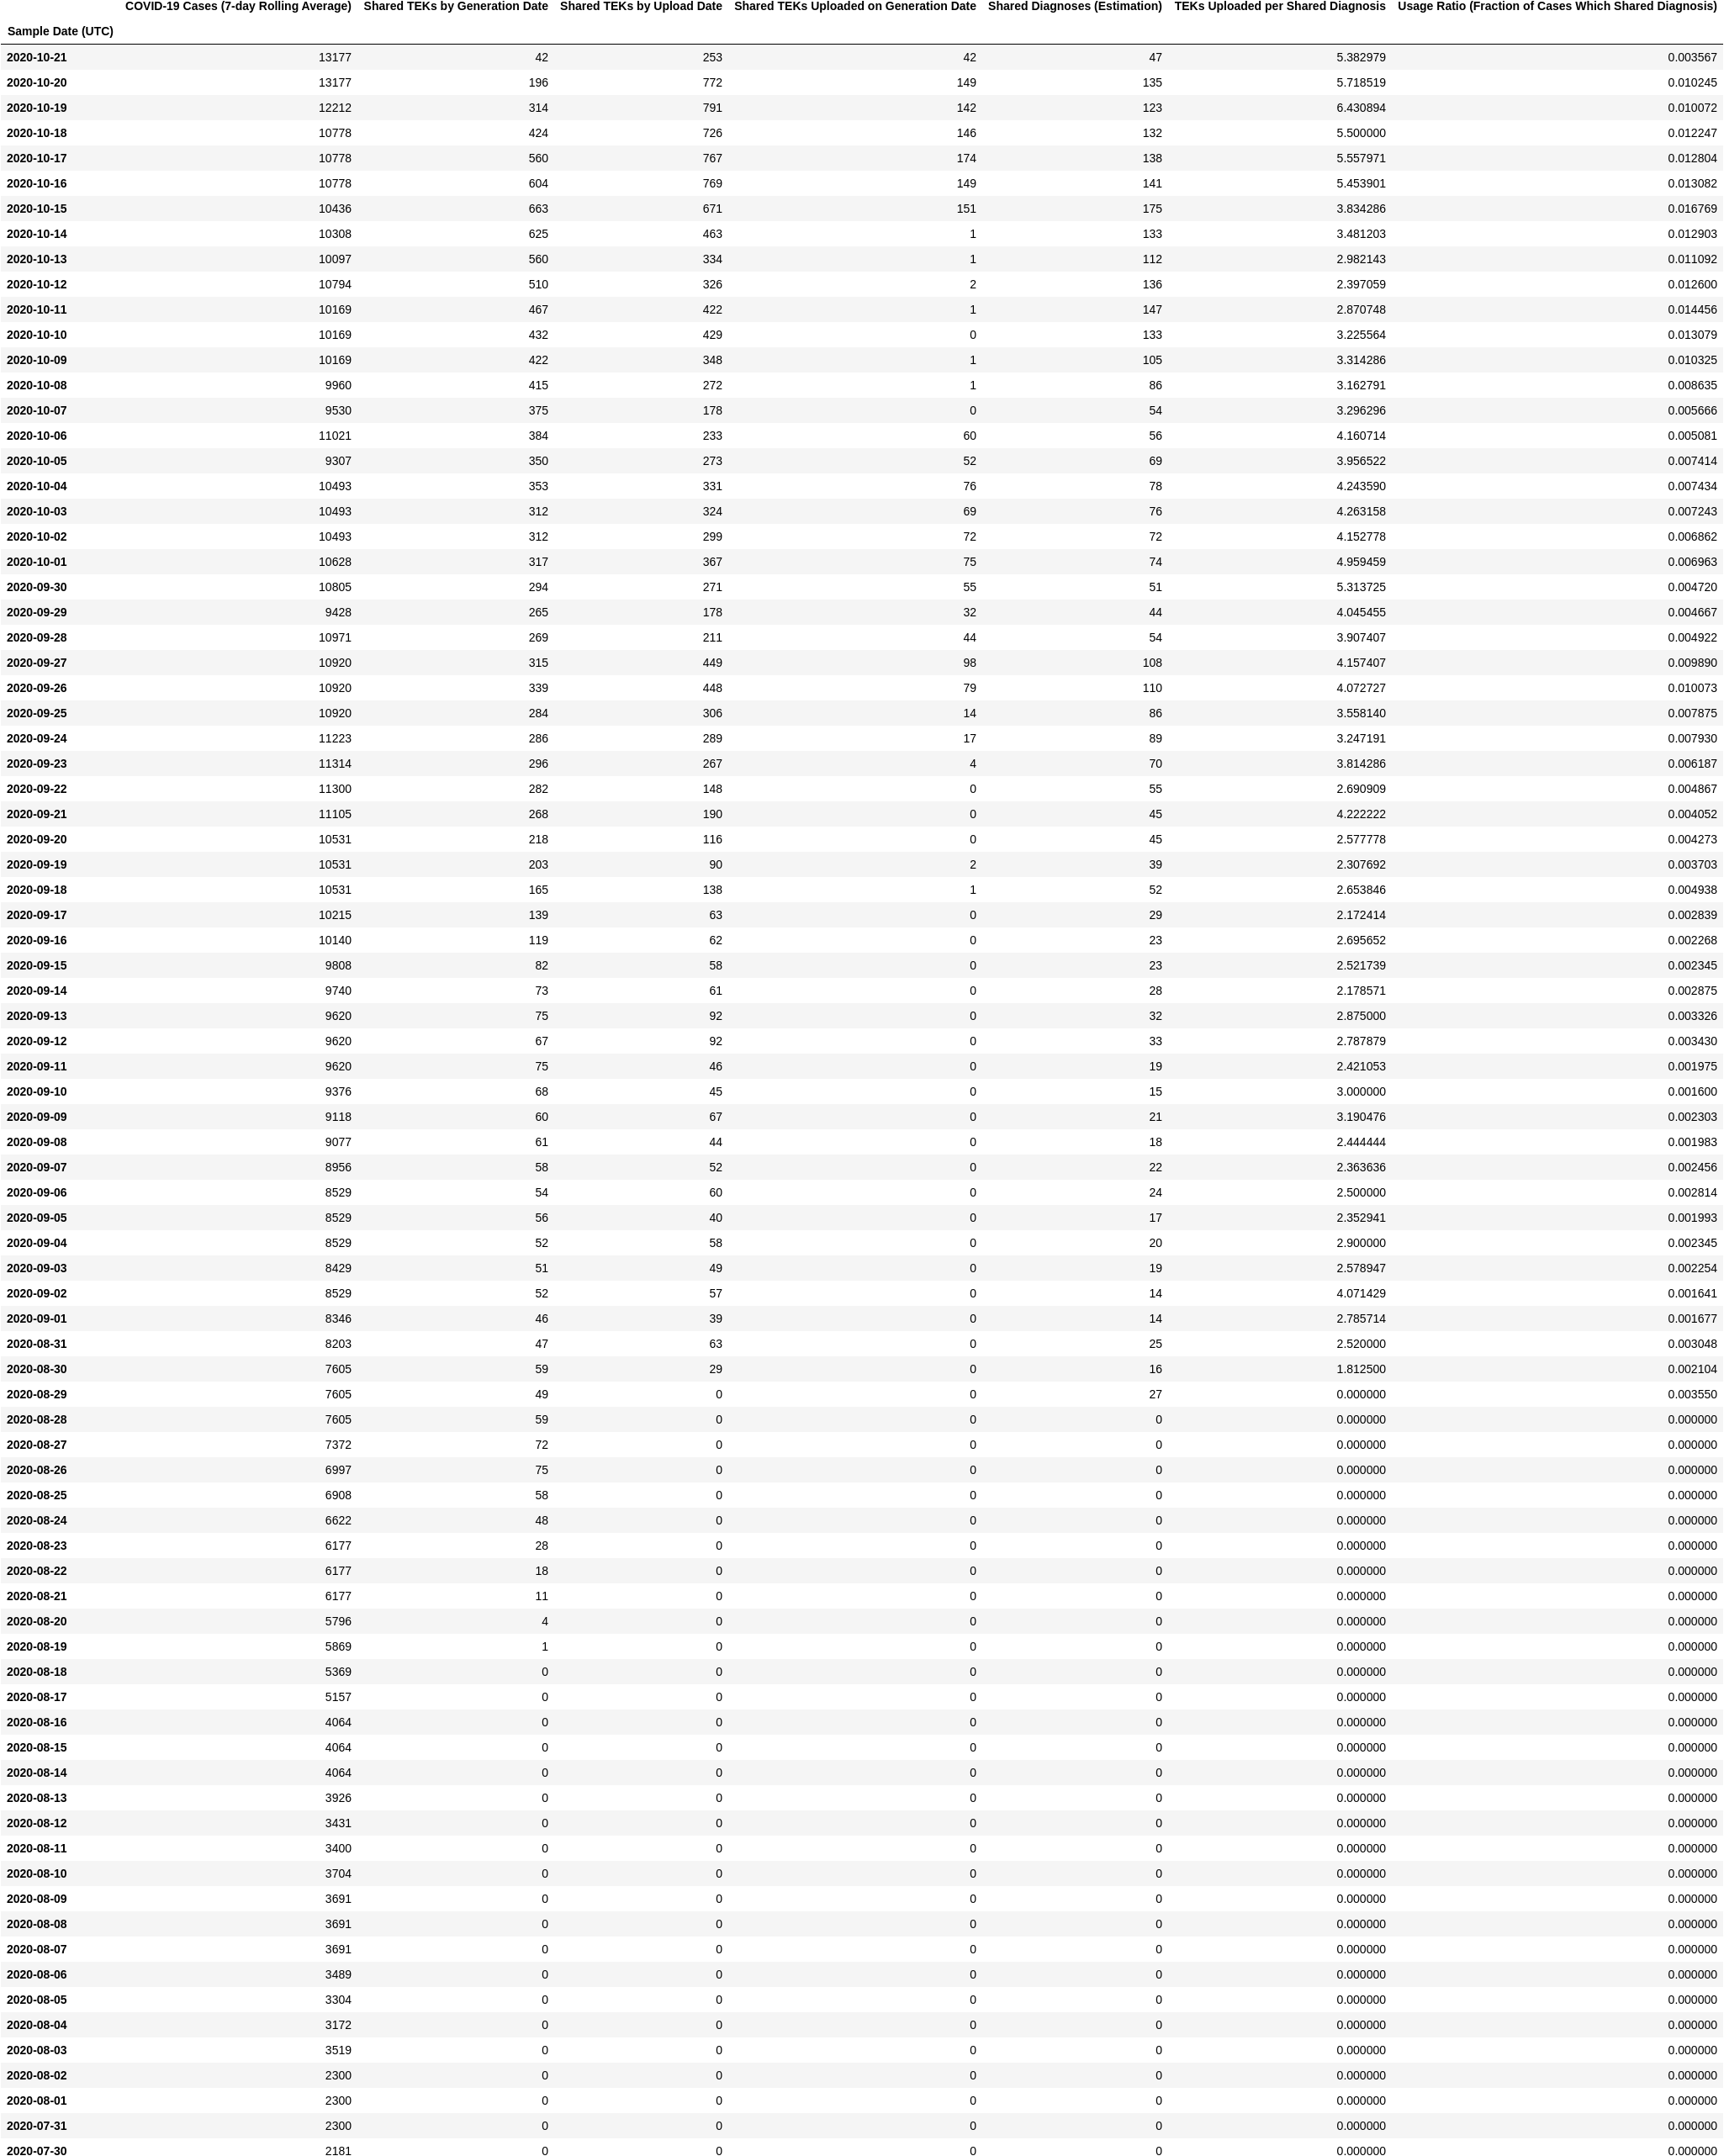 COVID-19 Cases (7-day Rolling Average) Shared TEKs by Generation Date Shared TEKs by Upload Date Shared TEKs Uploaded on Generation Date Shared Diagnoses (Estimation) TEKs Uploaded per Shared Diagnosis Usage Ratio (Fraction of Cases Which Shared Diagnosis)
Sample Date (UTC)
2020-10-21 13177 42 253 42 47 5.382979 0.003567
2020-10-20 13177 196 772 149 135 5.718519 0.010245
2020-10-19 12212 314 791 142 123 6.430894 0.010072
2020-10-18 10778 424 726 146 132 5.500000 0.012247
2020-10-17 10778 560 767 174 138 5.557971 0.012804
2020-10-16 10778 604 769 149 141 5.453901 0.013082
2020-10-15 10436 663 671 151 175 3.834286 0.016769
2020-10-14 10308 625 463 1 133 3.481203 0.012903
2020-10-13 10097 560 334 1 112 2.982143 0.011092
2020-10-12 10794 510 326 2 136 2.397059 0.012600
2020-10-11 10169 467 422 1 147 2.870748 0.014456
2020-10-10 10169 432 429 0 133 3.225564 0.013079
2020-10-09 10169 422 348 1 105 3.314286 0.010325
2020-10-08 9960 415 272 1 86 3.162791 0.008635
2020-10-07 9530 375 178 0 54 3.296296 0.005666
2020-10-06 11021 384 233 60 56 4.160714 0.005081
2020-10-05 9307 350 273 52 69 3.956522 0.007414
2020-10-04 10493 353 331 76 78 4.243590 0.007434
2020-10-03 10493 312 324 69 76 4.263158 0.007243
2020-10-02 10493 312 299 72 72 4.152778 0.006862
2020-10-01 10628 317 367 75 74 4.959459 0.006963
2020-09-30 10805 294 271 55 51 5.313725 0.004720
2020-09-29 9428 265 178 32 44 4.045455 0.004667
2020-09-28 10971 269 211 44 54 3.907407 0.004922
2020-09-27 10920 315 449 98 108 4.157407 0.009890
2020-09-26 10920 339 448 79 110 4.072727 0.010073
2020-09-25 10920 284 306 14 86 3.558140 0.007875
2020-09-24 11223 286 289 17 89 3.247191 0.007930
2020-09-23 11314 296 267 4 70 3.814286 0.006187
2020-09-22 11300 282 148 0 55 2.690909 0.004867
2020-09-21 11105 268 190 0 45 4.222222 0.004052
2020-09-20 10531 218 116 0 45 2.577778 0.004273
2020-09-19 10531 203 90 2 39 2.307692 0.003703
2020-09-18 10531 165 138 1 52 2.653846 0.004938
2020-09-17 10215 139 63 0 29 2.172414 0.002839
2020-09-16 10140 119 62 0 23 2.695652 0.002268
2020-09-15 9808 82 58 0 23 2.521739 0.002345
2020-09-14 9740 73 61 0 28 2.178571 0.002875
2020-09-13 9620 75 92 0 32 2.875000 0.003326
2020-09-12 9620 67 92 0 33 2.787879 0.003430
2020-09-11 9620 75 46 0 19 2.421053 0.001975
2020-09-10 9376 68 45 0 15 3.000000 0.001600
2020-09-09 9118 60 67 0 21 3.190476 0.002303
2020-09-08 9077 61 44 0 18 2.444444 0.001983
2020-09-07 8956 58 52 0 22 2.363636 0.002456
2020-09-06 8529 54 60 0 24 2.500000 0.002814
2020-09-05 8529 56 40 0 17 2.352941 0.001993
2020-09-04 8529 52 58 0 20 2.900000 0.002345
2020-09-03 8429 51 49 0 19 2.578947 0.002254
2020-09-02 8529 52 57 0 14 4.071429 0.001641
2020-09-01 8346 46 39 0 14 2.785714 0.001677
2020-08-31 8203 47 63 0 25 2.520000 0.003048
2020-08-30 7605 59 29 0 16 1.812500 0.002104
2020-08-29 7605 49 0 0 27 0.000000 0.003550
2020-08-28 7605 59 0 0 0 0.000000 0.000000
2020-08-27 7372 72 0 0 0 0.000000 0.000000
2020-08-26 6997 75 0 0 0 0.000000 0.000000
2020-08-25 6908 58 0 0 0 0.000000 0.000000
2020-08-24 6622 48 0 0 0 0.000000 0.000000
2020-08-23 6177 28 0 0 0 0.000000 0.000000
2020-08-22 6177 18 0 0 0 0.000000 0.000000
2020-08-21 6177 11 0 0 0 0.000000 0.000000
2020-08-20 5796 4 0 0 0 0.000000 0.000000
2020-08-19 5869 1 0 0 0 0.000000 0.000000
2020-08-18 5369 0 0 0 0 0.000000 0.000000
2020-08-17 5157 0 0 0 0 0.000000 0.000000
2020-08-16 4064 0 0 0 0 0.000000 0.000000
2020-08-15 4064 0 0 0 0 0.000000 0.000000
2020-08-14 4064 0 0 0 0 0.000000 0.000000
2020-08-13 3926 0 0 0 0 0.000000 0.000000
2020-08-12 3431 0 0 0 0 0.000000 0.000000
2020-08-11 3400 0 0 0 0 0.000000 0.000000
2020-08-10 3704 0 0 0 0 0.000000 0.000000
2020-08-09 3691 0 0 0 0 0.000000 0.000000
2020-08-08 3691 0 0 0 0 0.000000 0.000000
2020-08-07 3691 0 0 0 0 0.000000 0.000000
2020-08-06 3489 0 0 0 0 0.000000 0.000000
2020-08-05 3304 0 0 0 0 0.000000 0.000000
2020-08-04 3172 0 0 0 0 0.000000 0.000000
2020-08-03 3519 0 0 0 0 0.000000 0.000000
2020-08-02 2300 0 0 0 0 0.000000 0.000000
2020-08-01 2300 0 0 0 0 0.000000 0.000000
2020-07-31 2300 0 0 0 0 0.000000 0.000000
2020-07-30 2181 0 0 0 0 0.000000 0.000000